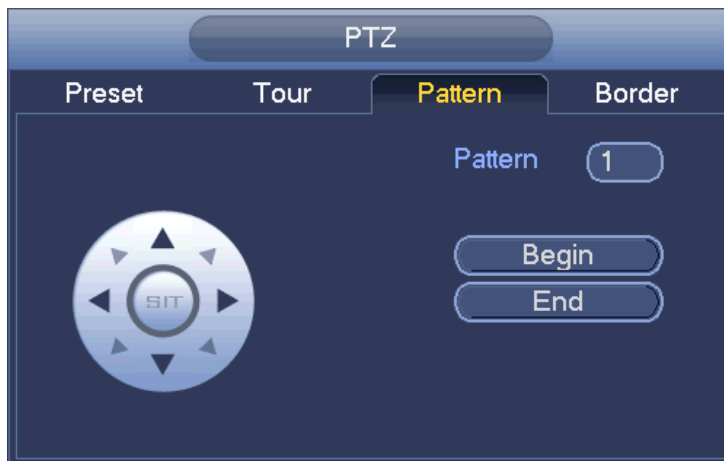 PTZ
Preset Tour Pattern Border
Pattern 1
Begin
SIT
End